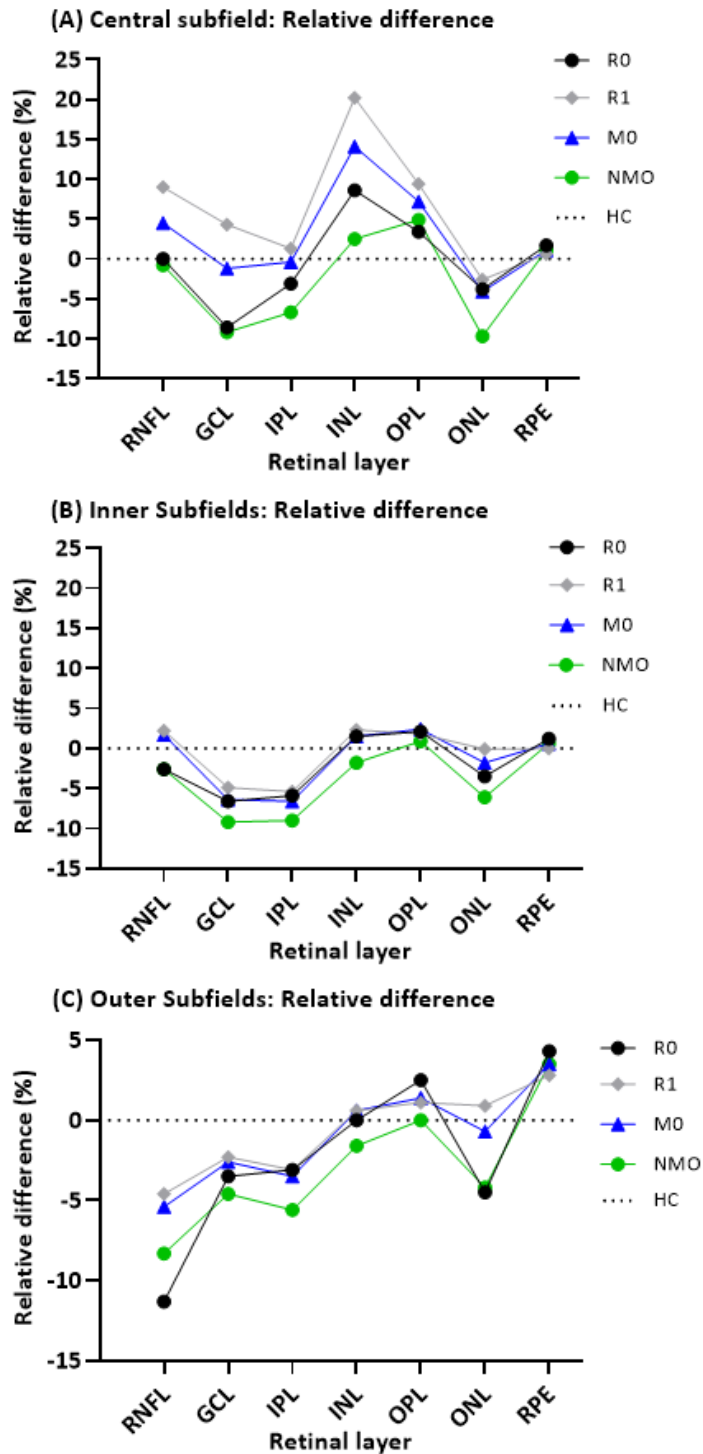 (A) Central subfield: Relative difference
25
20
15
10
5
0
-5
-10
-15
Relative difference (%)
RNFL
GCL
IPL
INL
OPL
ONL
RPE
Retinal layer
R0
R1
M0
NMO
HC
(B) Inner Subfields: Relative difference
25
20
15
10
5
0
-5
-10
-15
Relative difference (%)
RNFL
GCL
IPL
INL
OPL
ONL
RPE
Retinal layer
R0
R1
M0
NMO
HC
(C) Outer Subfields: Relative difference
5
0
-5
-10
-15
Relative difference (%)
RNFL
GCL
IPL
INL
OPL
ONL
RPE
Retinal layer
R0
R1
M0
NMO
HC